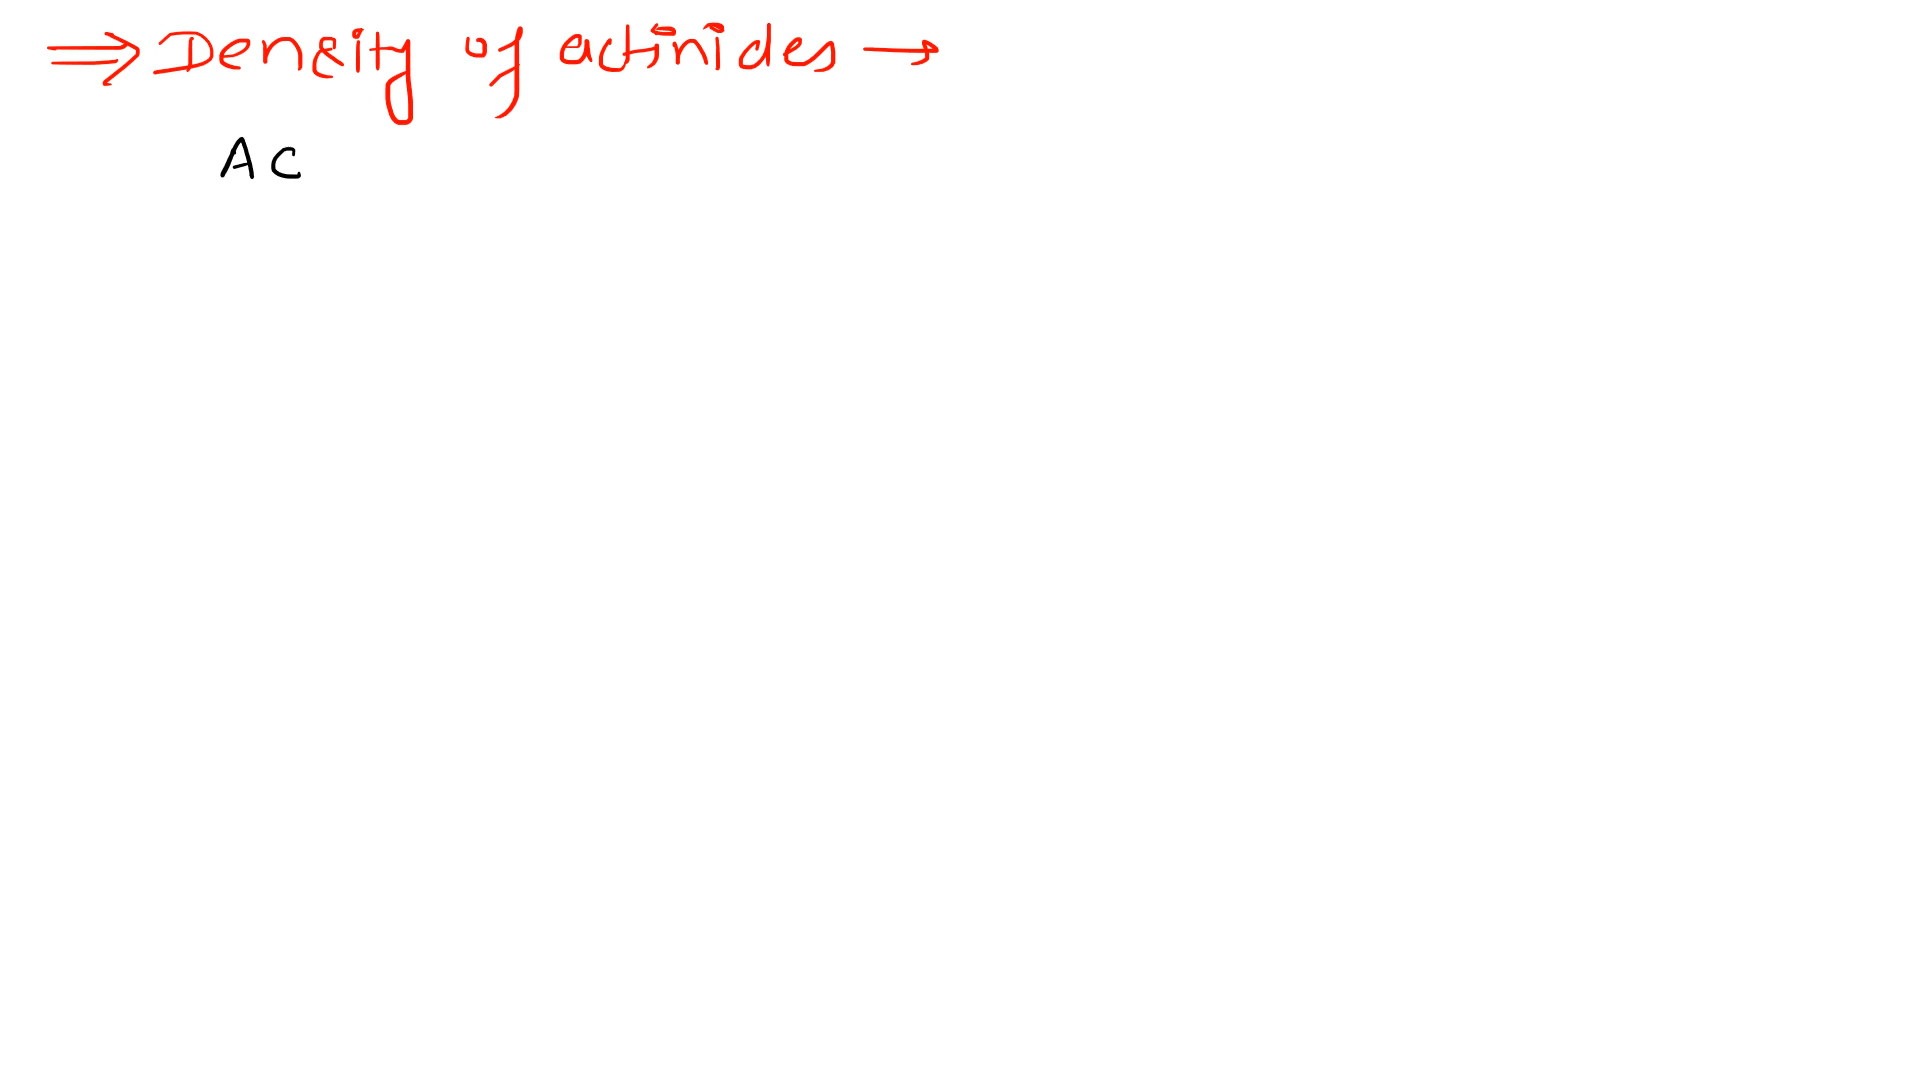 ⇒ Density of actinides →
AC